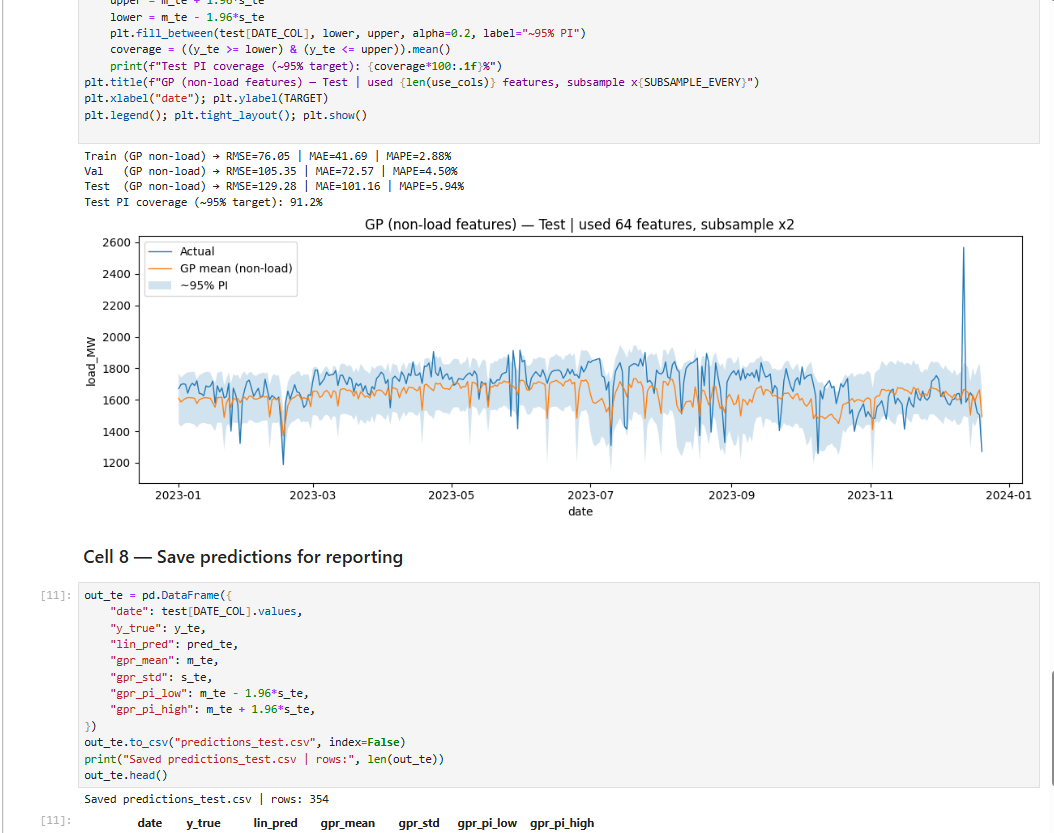 upper = m_te + 1.96*s_te
lower = m_te - 1.96*s_te
plt.fill_between(test[DATE_COL], lower, upper, alpha=0.2, label="~95% PI")
coverage = ((y_te >= lower) & (y_te <= upper)).mean()
print(f"Test PI coverage (~95% target): {coverage*100:.1f}%")
plt.title(f"GP (non-load features) — Test | used {len(use_cols)} features, subsample x{SUBSAMPLE_EVERY}")
plt.xlabel("date"); plt.ylabel(TARGET)
plt.legend(); plt.tight_layout(); plt.show()
Train (GP non-load) → RMSE=76.05 | MAE=41.69 | MAPE=2.88%
Val   (GP non-load) → RMSE=105.35 | MAE=72.57 | MAPE=4.50%
Test  (GP non-load) → RMSE=129.28 | MAE=101.16 | MAPE=5.94%
Test PI coverage (~95% target): 91.2%
GP (non-load features) — Test | used 64 features, subsample x2
Actual
GP mean (non-load)
~95% PI
2600
2400
2200
2000
1800
1600
1400
1200
load_MW
2023-01 2023-03 2023-05 2023-07 2023-09 2023-11 2024-01
date
Cell 8 — Save predictions for reporting
[11]:
out_te = pd.DataFrame({
"date": test[DATE_COL].values,
"y_true": y_te,
"lin_pred": pred_te,
"gpr_mean": m_te,
"gpr_std": s_te,
"gpr_pi_low": m_te - 1.96*s_te,
"gpr_pi_high": m_te + 1.96*s_te,
})
out_te.to_csv("predictions_test.csv", index=False)
print("Saved predictions_test.csv | rows:", len(out_te))
out_te.head()
Saved predictions_test.csv | rows: 354
[11]:
date y_true lin_pred gpr_mean gpr_std gpr_pi_low gpr_pi_high